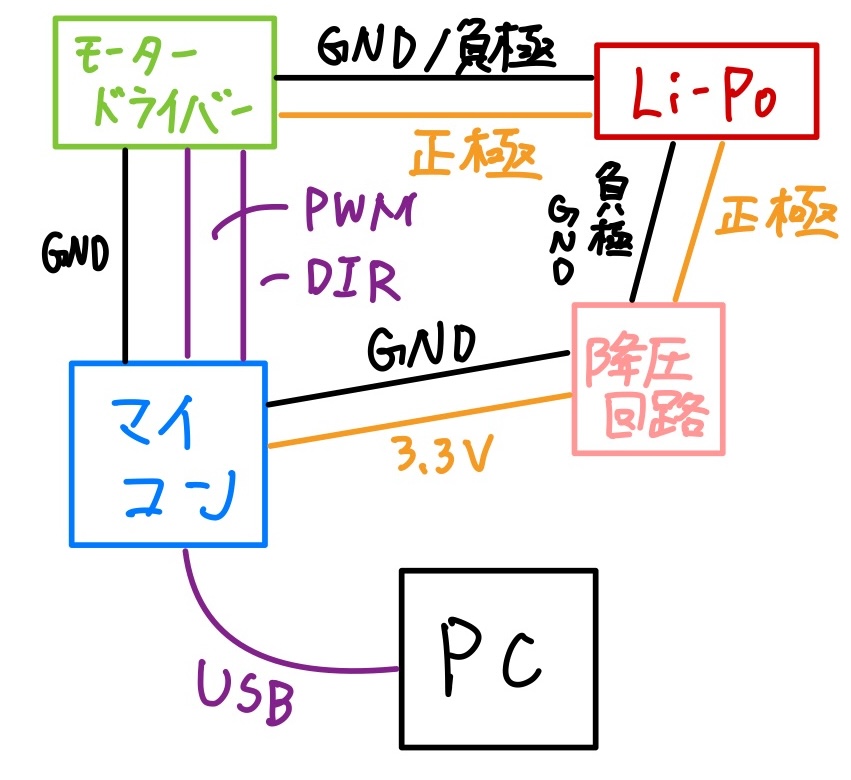 モーター
ドライバー
GND/負極
Li-Po
正極
負極
GND
正極
GND
PWM
DIR
GND
降圧
回路
3.3V
マイ
コン
USB
PC